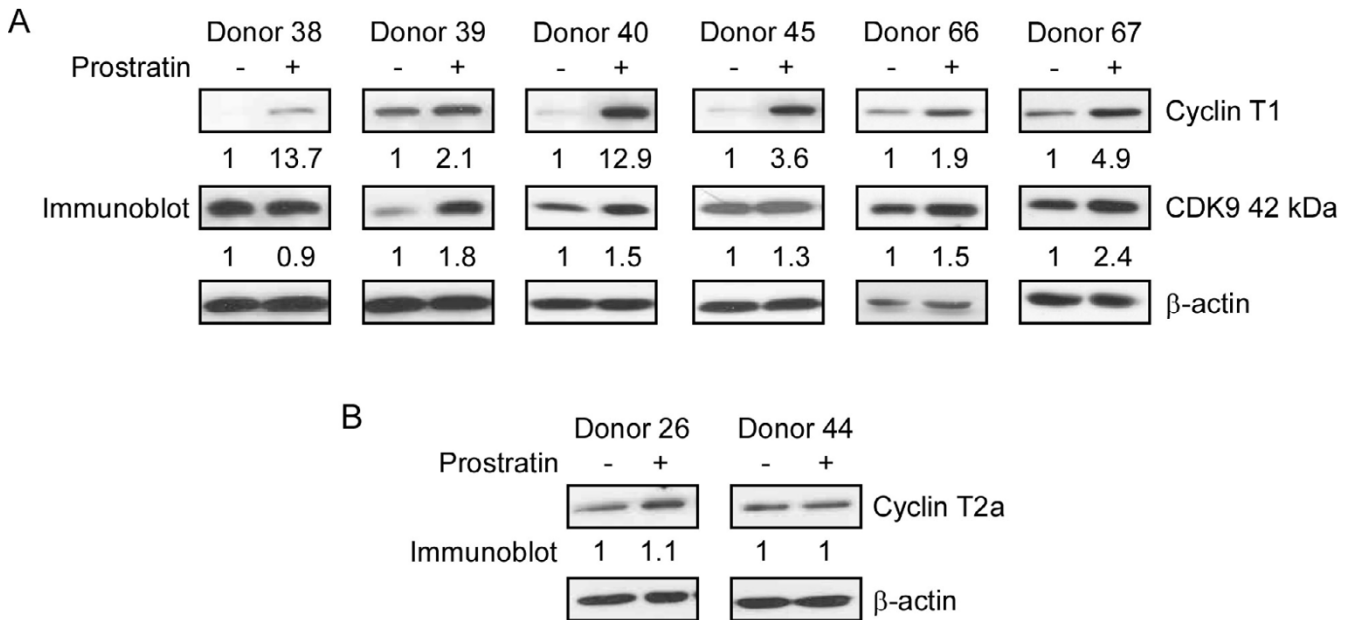 A
Donor 38 Donor 39 Donor 40 Donor 45 Donor 66 Donor 67
Prostratin - + - + - + - + - + - +
Cyclin T1
1 13.7 1 2.1 1 12.9 1 3.6 1 1.9 1 4.9
Immunoblot CDK9 42 kDa
1 0.9 1 1.8 1 1.5 1 1.3 1 1.5 1 2.4
β-actin
B
Donor 26 Donor 44
Prostratin - + - +
Cyclin T2a
Immunoblot 1 1.1 1 1
β-actin